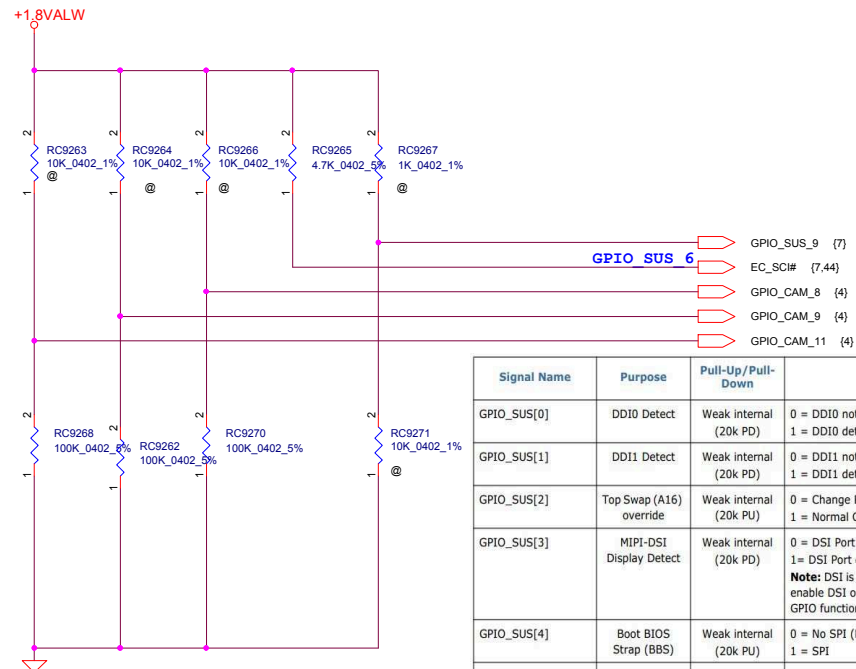 +1.8VALW
2 2 2 2 2
RC9263 RC9264 RC9266 RC9265 RC9267
10K_0402_1% 10K_0402_1% 10K_0402_1% 4.7K_0402_5% 1K_0402_1%
@ @ @ @
1 1 1 1 1
GPIO_SUS_9 {7}
GPIO_SUS_6
EC_SCI# {7,44}
GPIO_CAM_8 {4}
GPIO_CAM_9 {4}
GPIO_CAM_11 {4}
2 2 2 2
RC9268 RC9262 RC9270 RC9271
100K_0402_5% 100K_0402_5% 100K_0402_5% 10K_0402_1%
@
1 1 1 1
Signal Name Purpose Pull-Up/Pull-
Down
GPIO_SUS[0] DDI0 Detect Weak internal 0 = DDI0 not
(20k PD) 1 = DDI0 det
GPIO_SUS[1] DDI1 Detect Weak internal 0 = DDI1 not
(20k PD) 1 = DDI1 det
GPIO_SUS[2] Top Swap (A16) Weak internal 0 = Change
override (20k PU) 1 = Normal
GPIO_SUS[3] MIPI-DSI Weak internal 0 = DSI Port
Display Detect (20k PD) 1= DSI Port
Note: DSI is
enable DSI
GPIO function
GPIO_SUS[4] Boot BIOS Weak internal 0 = No SPI
Strap (BBS) (20k PU) 1 = SPI